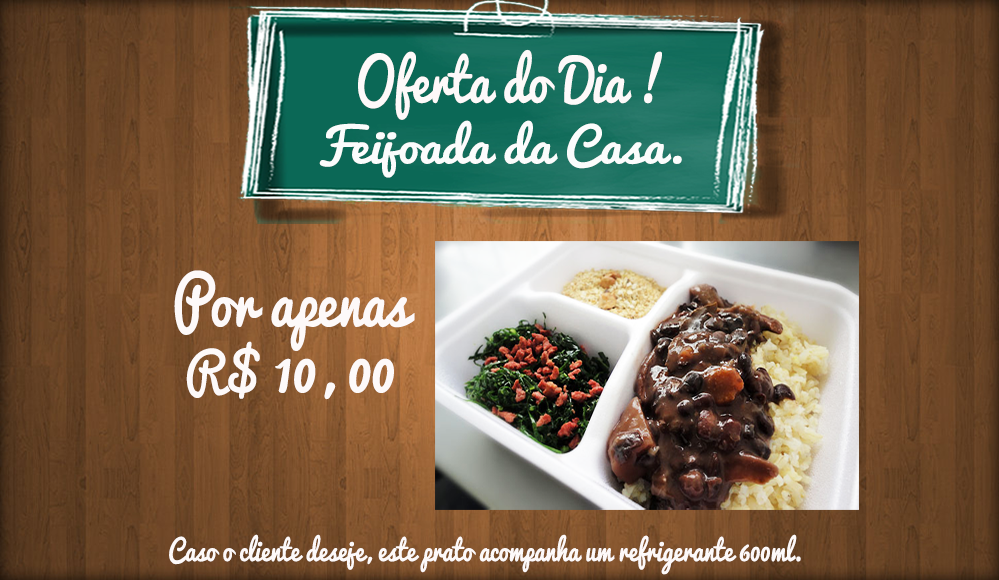 Oferta do Dia !
Feijoada da Casa.
Por apenas
R$ 10,00
Caso o cliente deseje, este prato acompanha um refrigerante 600ml.